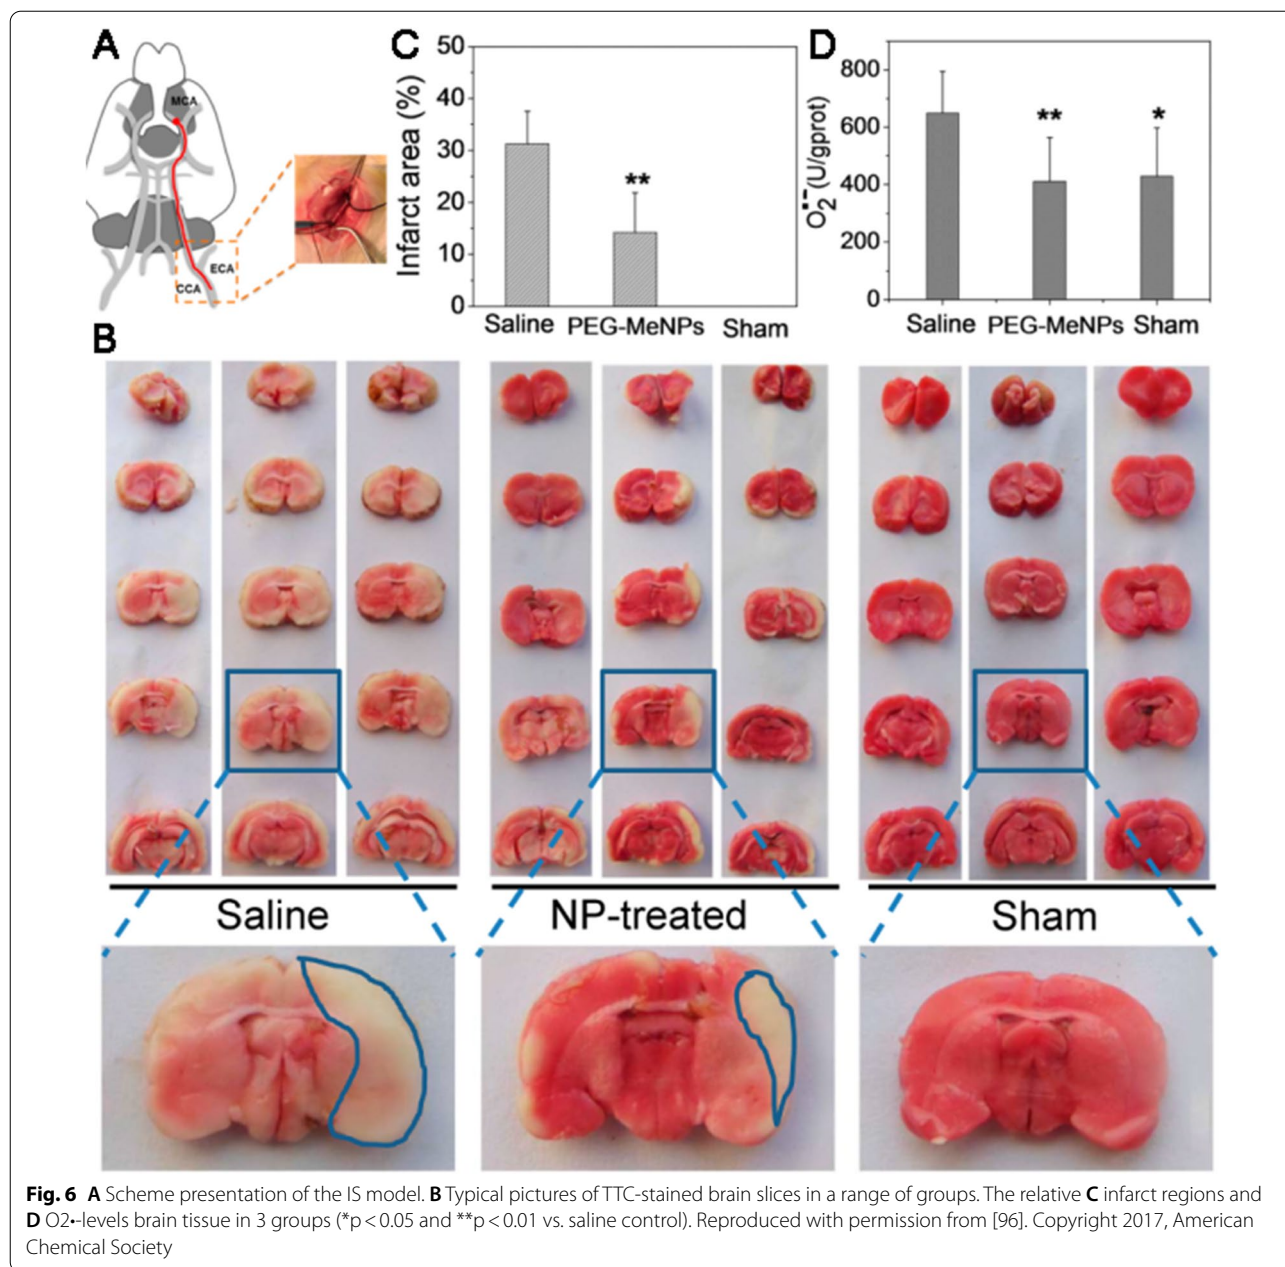 A
MCA
ECA
CCA
C
50
40
30
20
10
0
Infarct area (%)
**
Saline PEG-MeNPs Sham
D
800
600
400
200
0
O2•- (U/gprot)
** *
Saline PEG-MeNPs Sham
B
Saline NP-treated Sham
Fig. 6 A Scheme presentation of the IS model. B Typical pictures of TTC-stained brain slices in a range of groups. The relative C infarct regions and
D O2•-levels brain tissue in 3 groups (*p < 0.05 and **p < 0.01 vs. saline control). Reproduced with permission from [96]. Copyright 2017, American
Chemical Society